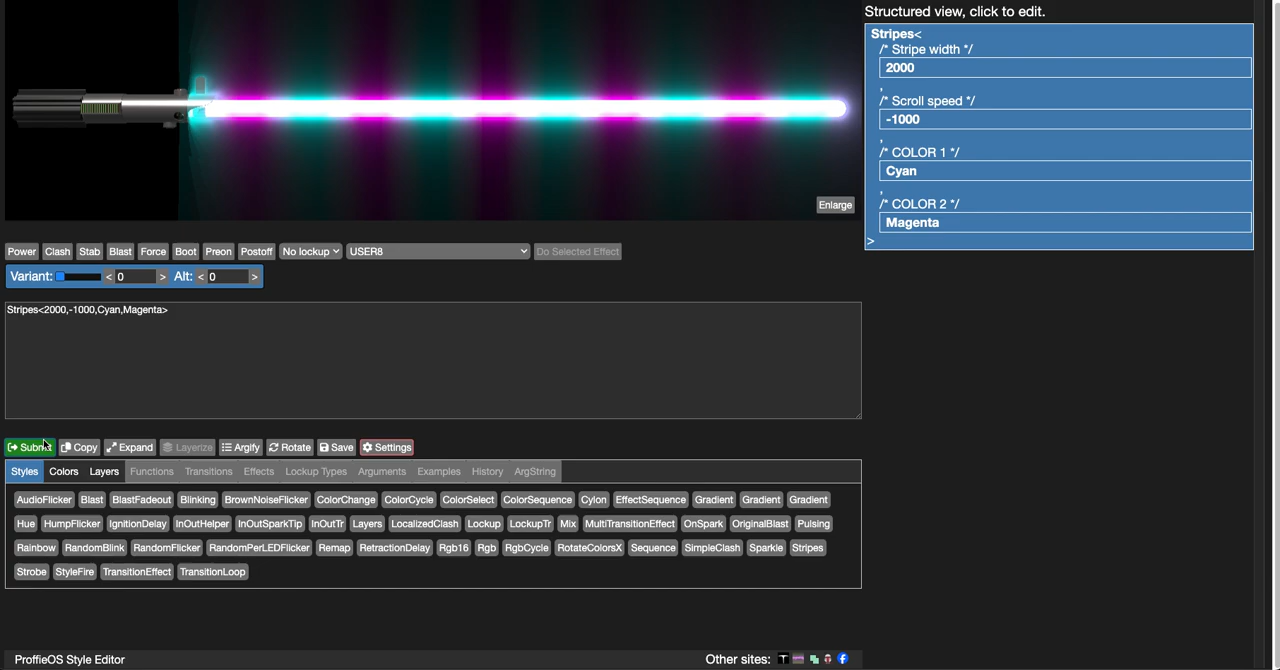 Structured view, click to edit.
Stripes<
/* Stripe width */
2000
,
/* Scroll speed */
-1000
,
/* COLOR 1 */
Cyan
,
/* COLOR 2 */
Magenta
>
Enlarge
Power Clash Stab Blast Force Boot Preon Postoff No lockup USER8 Do Selected Effect
Variant: < 0 > Alt: < 0 >
Stripes<2000,-1000,Cyan,Magenta>
Submit Copy Expand Layerize Argify Rotate Save Settings
Styles Colors Layers Functions Transitions Effects Lockup Types Arguments Examples History ArgString
AudioFlicker Blast BlastFadeout Blinking BrownNoiseFlicker ColorChange ColorCycle ColorSelect ColorSequence Cylon EffectSequence Gradient Gradient Gradient
Hue HumpFlicker IgnitionDelay InOutHelper InOutSparkTip InOutTr Layers LocalizedClash Lockup LockupTr Mix MultiTransitionEffect OnSpark OriginalBlast Pulsing
Rainbow RandomBlink RandomFlicker RandomPerLEDFlicker Remap RetractionDelay Rgb16 Rgb RgbCycle RotateColorsX Sequence SimpleClash Sparkle Stripes
Strobe StyleFire TransitionEffect TransitionLoop
ProffieOS Style Editor
Other sites: